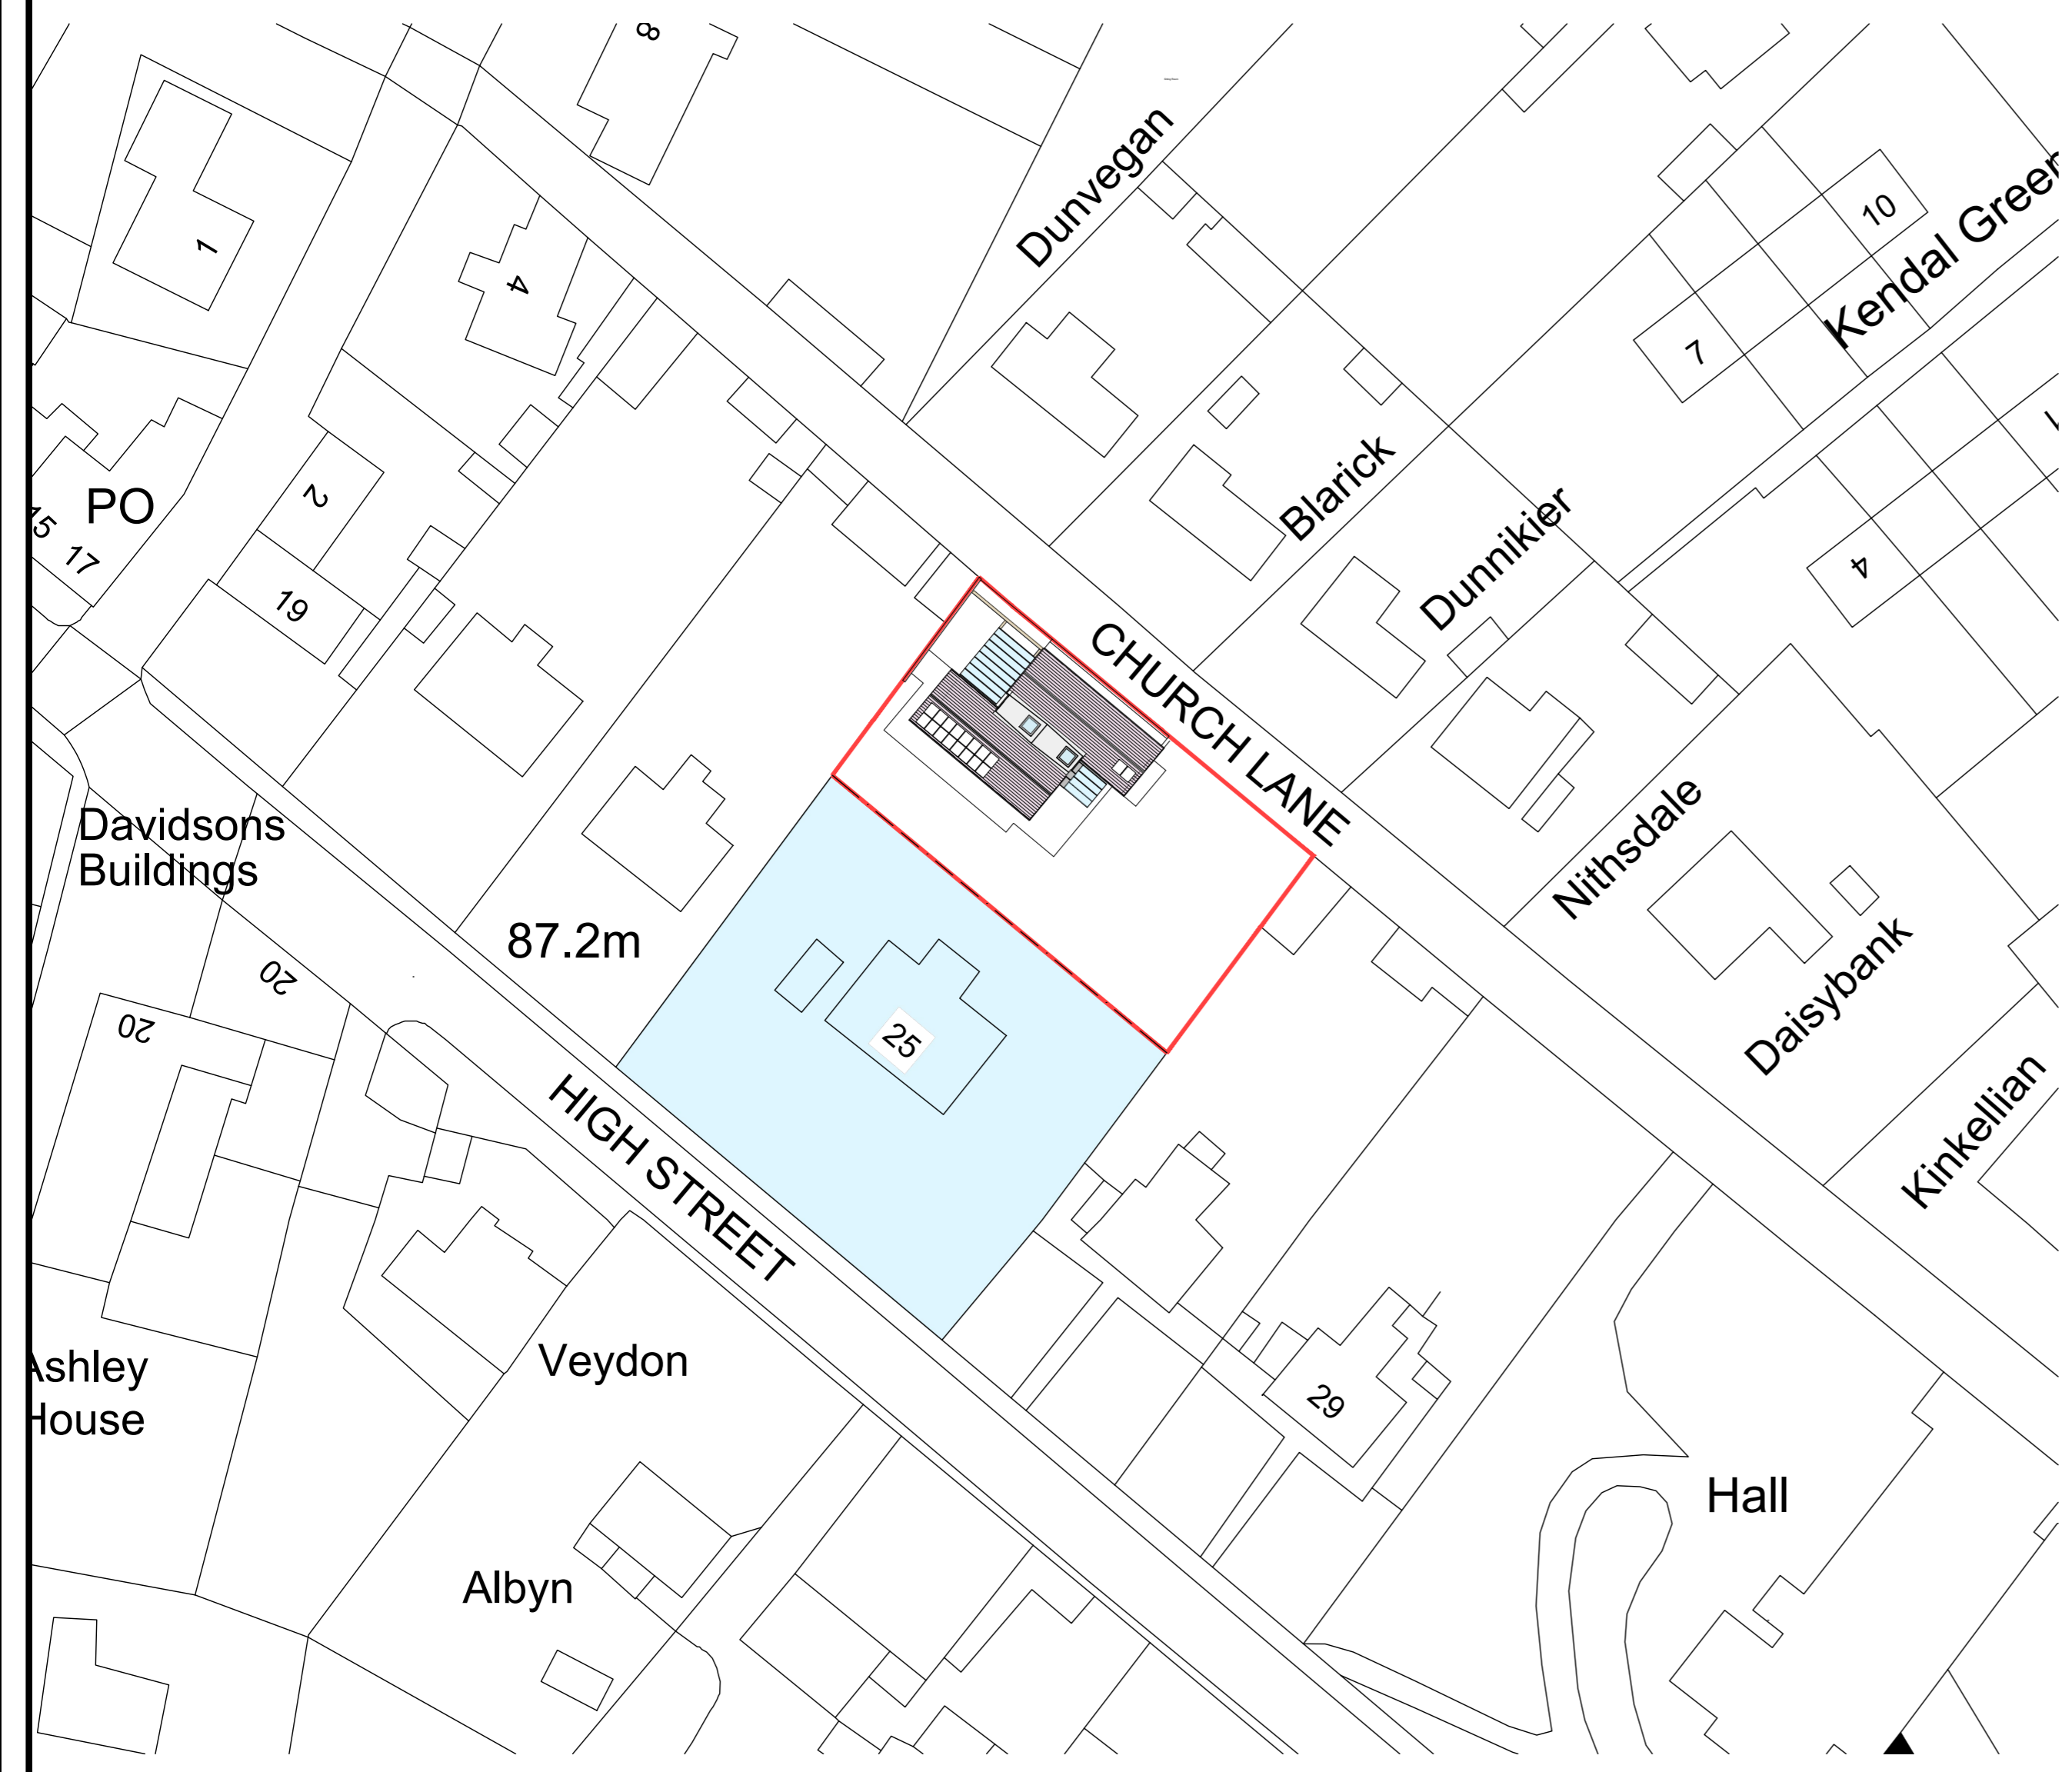 8
Dunvegan
10
Kendal Green
1
4
7
Blarick
Dunnikier
PO
2
15
17
19
4
CHURCH LANE
Davidsons
Buildings
Nithsdale
87.2m
20
20
25
Daisybank
HIGH STREET
Kinkellian
Veydon
Ashley
House
29
Hall
Albyn